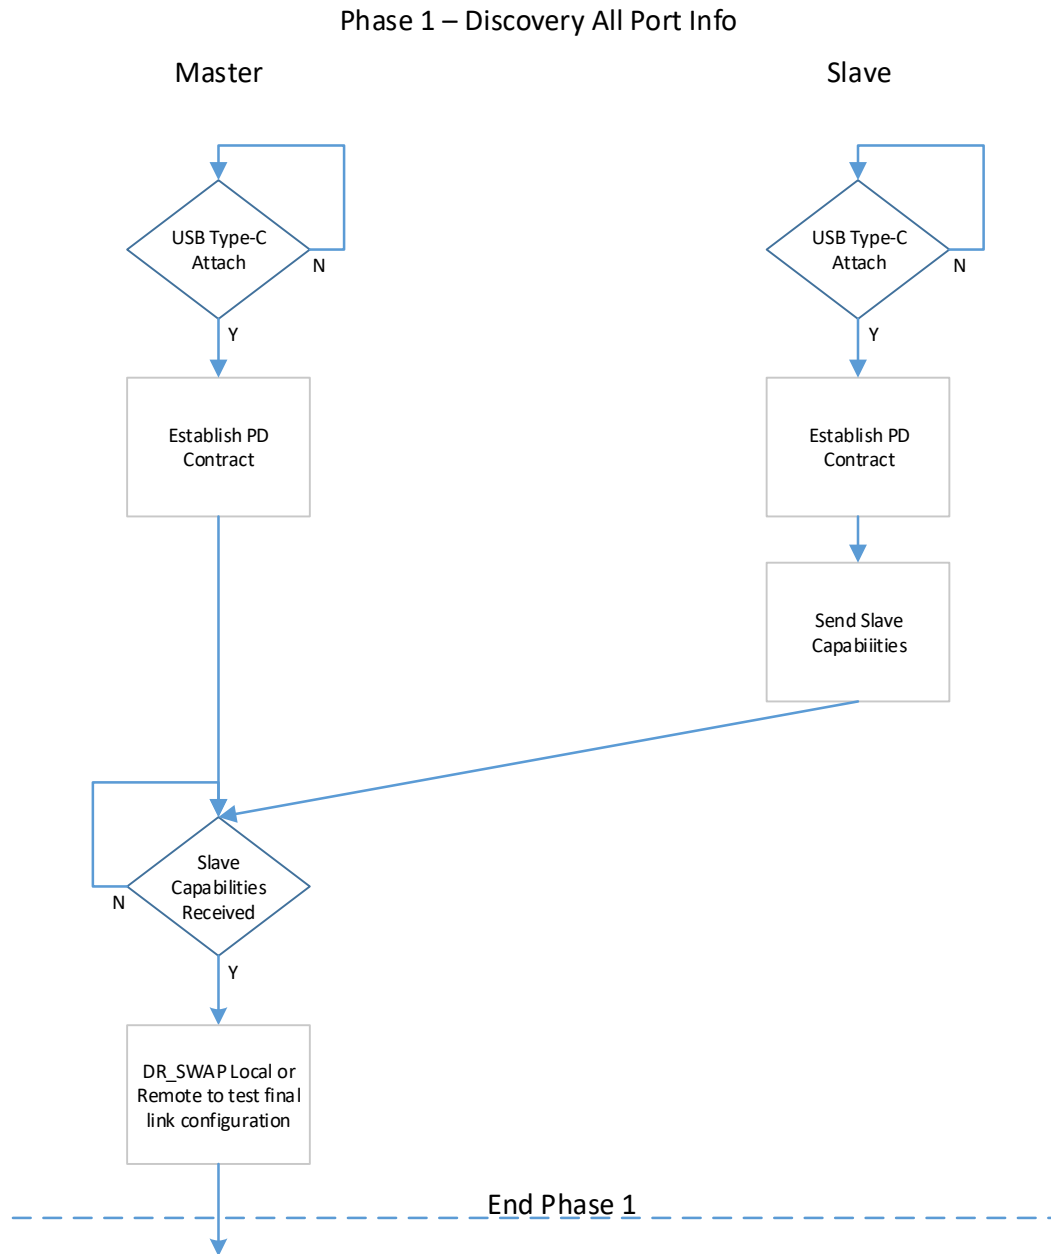 Phase 1 – Discovery All Port Info
Master
Slave
USB Type-C
Attach
N
Y
USB Type-C
Attach
N
Y
Establish PD
Contract
Establish PD
Contract
Send Slave
Capabiiities
Slave
Capabilities
Received
N
Y
DR_SWAP Local or
Remote to test final
link configuration
End Phase 1